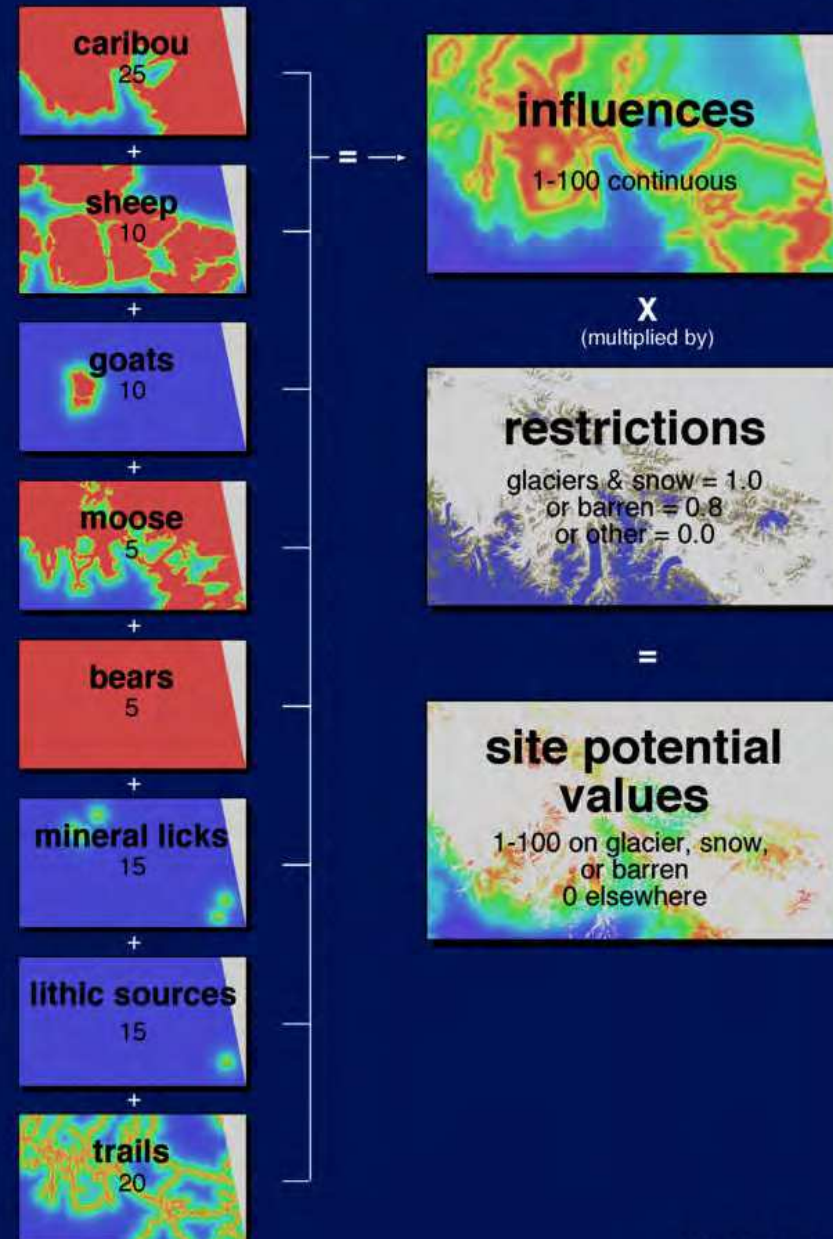 caribou
25
+
sheep
10
+
goats
10
+
moose
5
+
bears
5
+
mineral licks
15
+
lithic sources
15
+
trails
20
=
influences
1-100 continuous
X
(multiplied by)
restrictions
glaciers & snow = 1.0
or barren = 0.8
or other = 0.0
=
site potential
values
1-100 on glacier, snow,
or barren
0 elsewhere